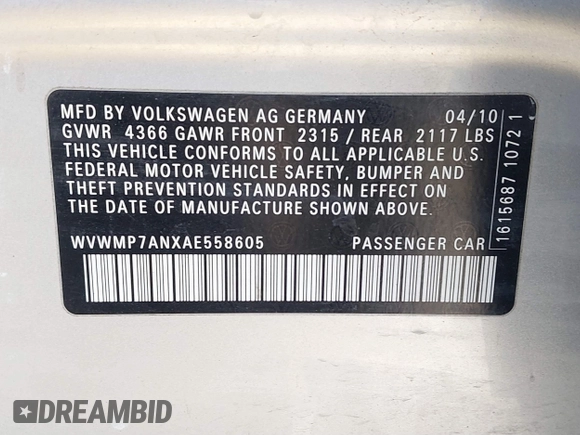 MFD BY VOLKSWAGEN AG GERMANY 04/10
GVWR 4366 GAWR FRONT 2315 / REAR 2117 LBS
THIS VEHICLE CONFORMS TO ALL APPLICABLE U.S.
FEDERAL MOTOR VEHICLE SAFETY, BUMPER AND
THEFT PREVENTION STANDARDS IN EFFECT ON
THE DATE OF MANUFACTURE SHOWN ABOVE.
WVWMP7ANXAE558605 PASSENGER CAR
1615687 1072 1
DREAMBID